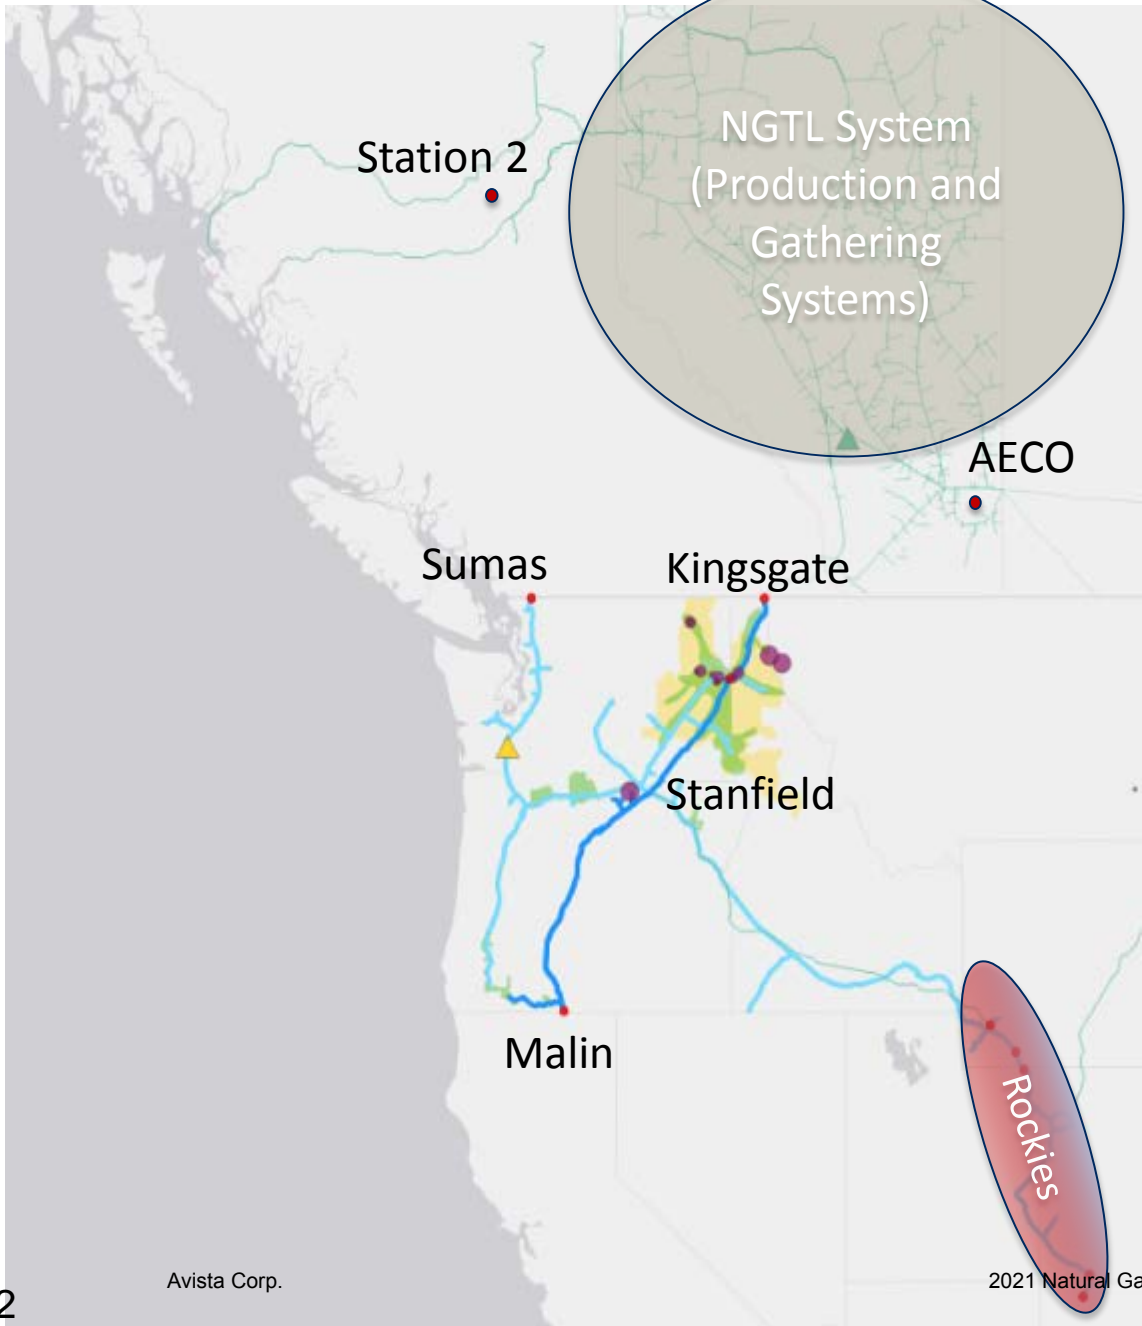 NGTL System
(Production and
Gathering
Systems)
Station 2
AECO
Sumas
Kingsgate
Stanfield
Malin
Rockies
Avista Corp.
2021 Natural Ga
2